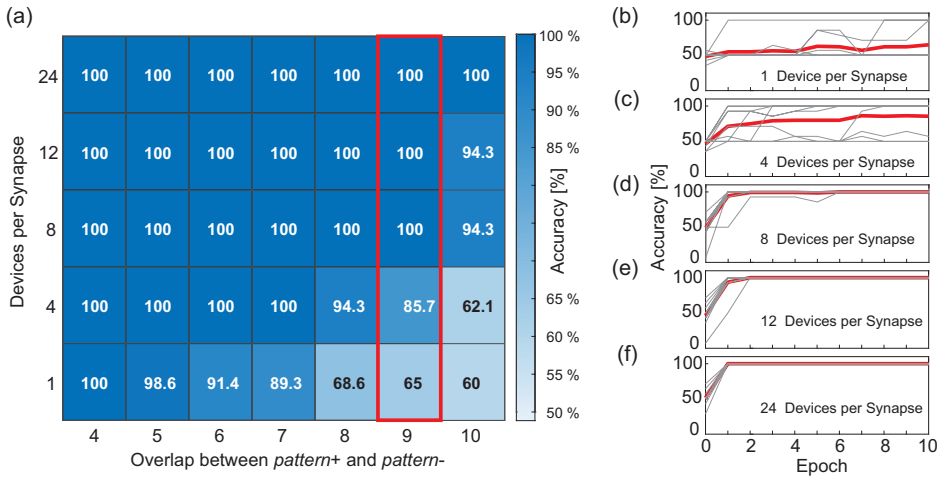 (a)
Devices per Synapse
24 100 100 100 100 100 100 100
12 100 100 100 100 100 100 94.3
8 100 100 100 100 100 100 94.3
4 100 100 100 100 94.3 85.7 62.1
1 100 98.6 91.4 89.3 68.6 65 60
4 5 6 7 8 9 10
Overlap between pattern+ and pattern-
100 %
95 %
90 %
85 %
80 %
75 %
70 %
65 %
60 %
55 %
50 %
Accuracy [%]
(b)
100
50
0
1 Device per Synapse
(c)
100
50
0
4 Devices per Synapse
(d)
100
50
0
8 Devices per Synapse
(e)
100
50
0
12 Devices per Synapse
(f)
100
50
24 Devices per Synapse
0 2 4 6 8 10
Epoch
Accuracy [%]